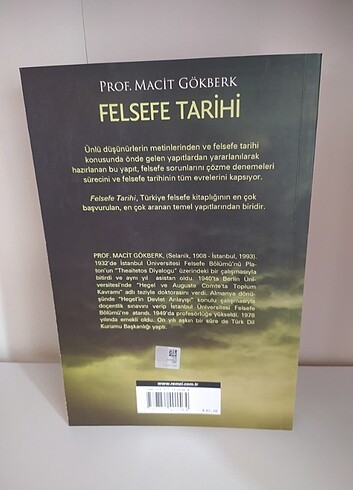 PROF. MACİT GÖKBERK
FELSEFE TARİHİ
Ünlü düşünürlerin metinlerinden ve felsefe tarihi
konusunda önde gelen yapıtlardan yararlanılarak
hazırlanan bu yapıt, felsefe sorunlarını çözme denemeleri
sürecini ve felsefe tarihinin tüm evrelerini kapsıyor.
Felsefe Tarihi, Türkiye felsefe kitaplığının en çok
başvurulan, en çok aranan temel yapıtlarından biridir.
PROF. MACİT GÖKBERK, (Selanik, 1908 - İstanbul, 1993).
1932'de İstanbul Üniversitesi Felsefe Bölümü'nü Pla-
ton'un "Theaitetos Diyalogu" üzerindeki bir çalışmasıyla
bitirdi ve aynı yıl asistan oldu. 1940'ta Berlin Üni-
versitesi'nde "Hegel ve Auguste Comte'ta Toplum
Kavramı" adlı teziyle doktorasını verdi. Almanya dönü-
şünde "Hegel'in Devlet Anlayışı" konulu çalışmasıyla
doçentlik sınavını verip İstanbul Üniversitesi Felsefe
Bölümü'ne atandı. 1949'da profesörlüğe yükseldi. 1978
yılında emekli oldu. On yılı aşkın bir süre de Türk Dil
Kurumu Başkanlığı yaptı.
www.remzi.com.tr